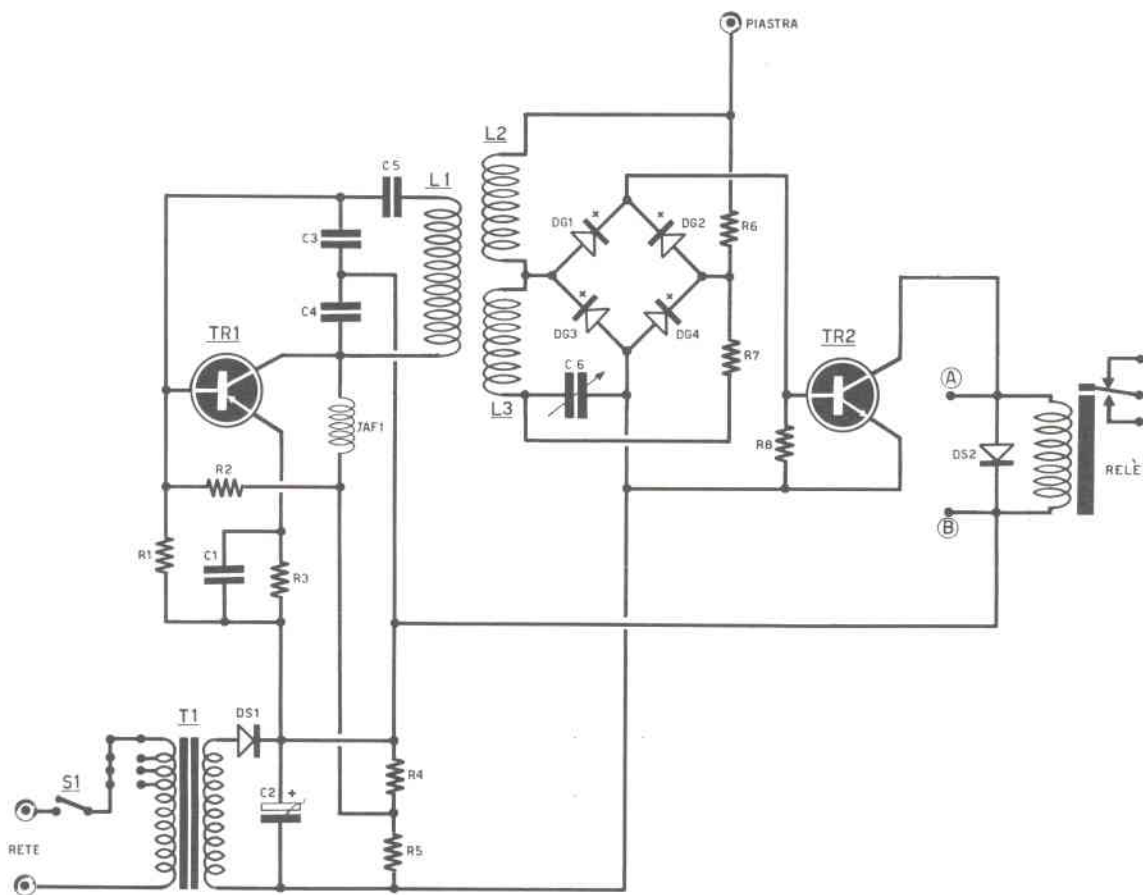 PIASTRA
L2
C5
L1
DG1
x
x
DG2
R6
C3
C4
TR1
x
x
DG3
DG4
TR2
R7
C6
A
L3
JAF1
R8
DS2
RELÈ
R2
B
R1
C1
R3
T1
DS1
S1
R4
C2
+
RETE
R5